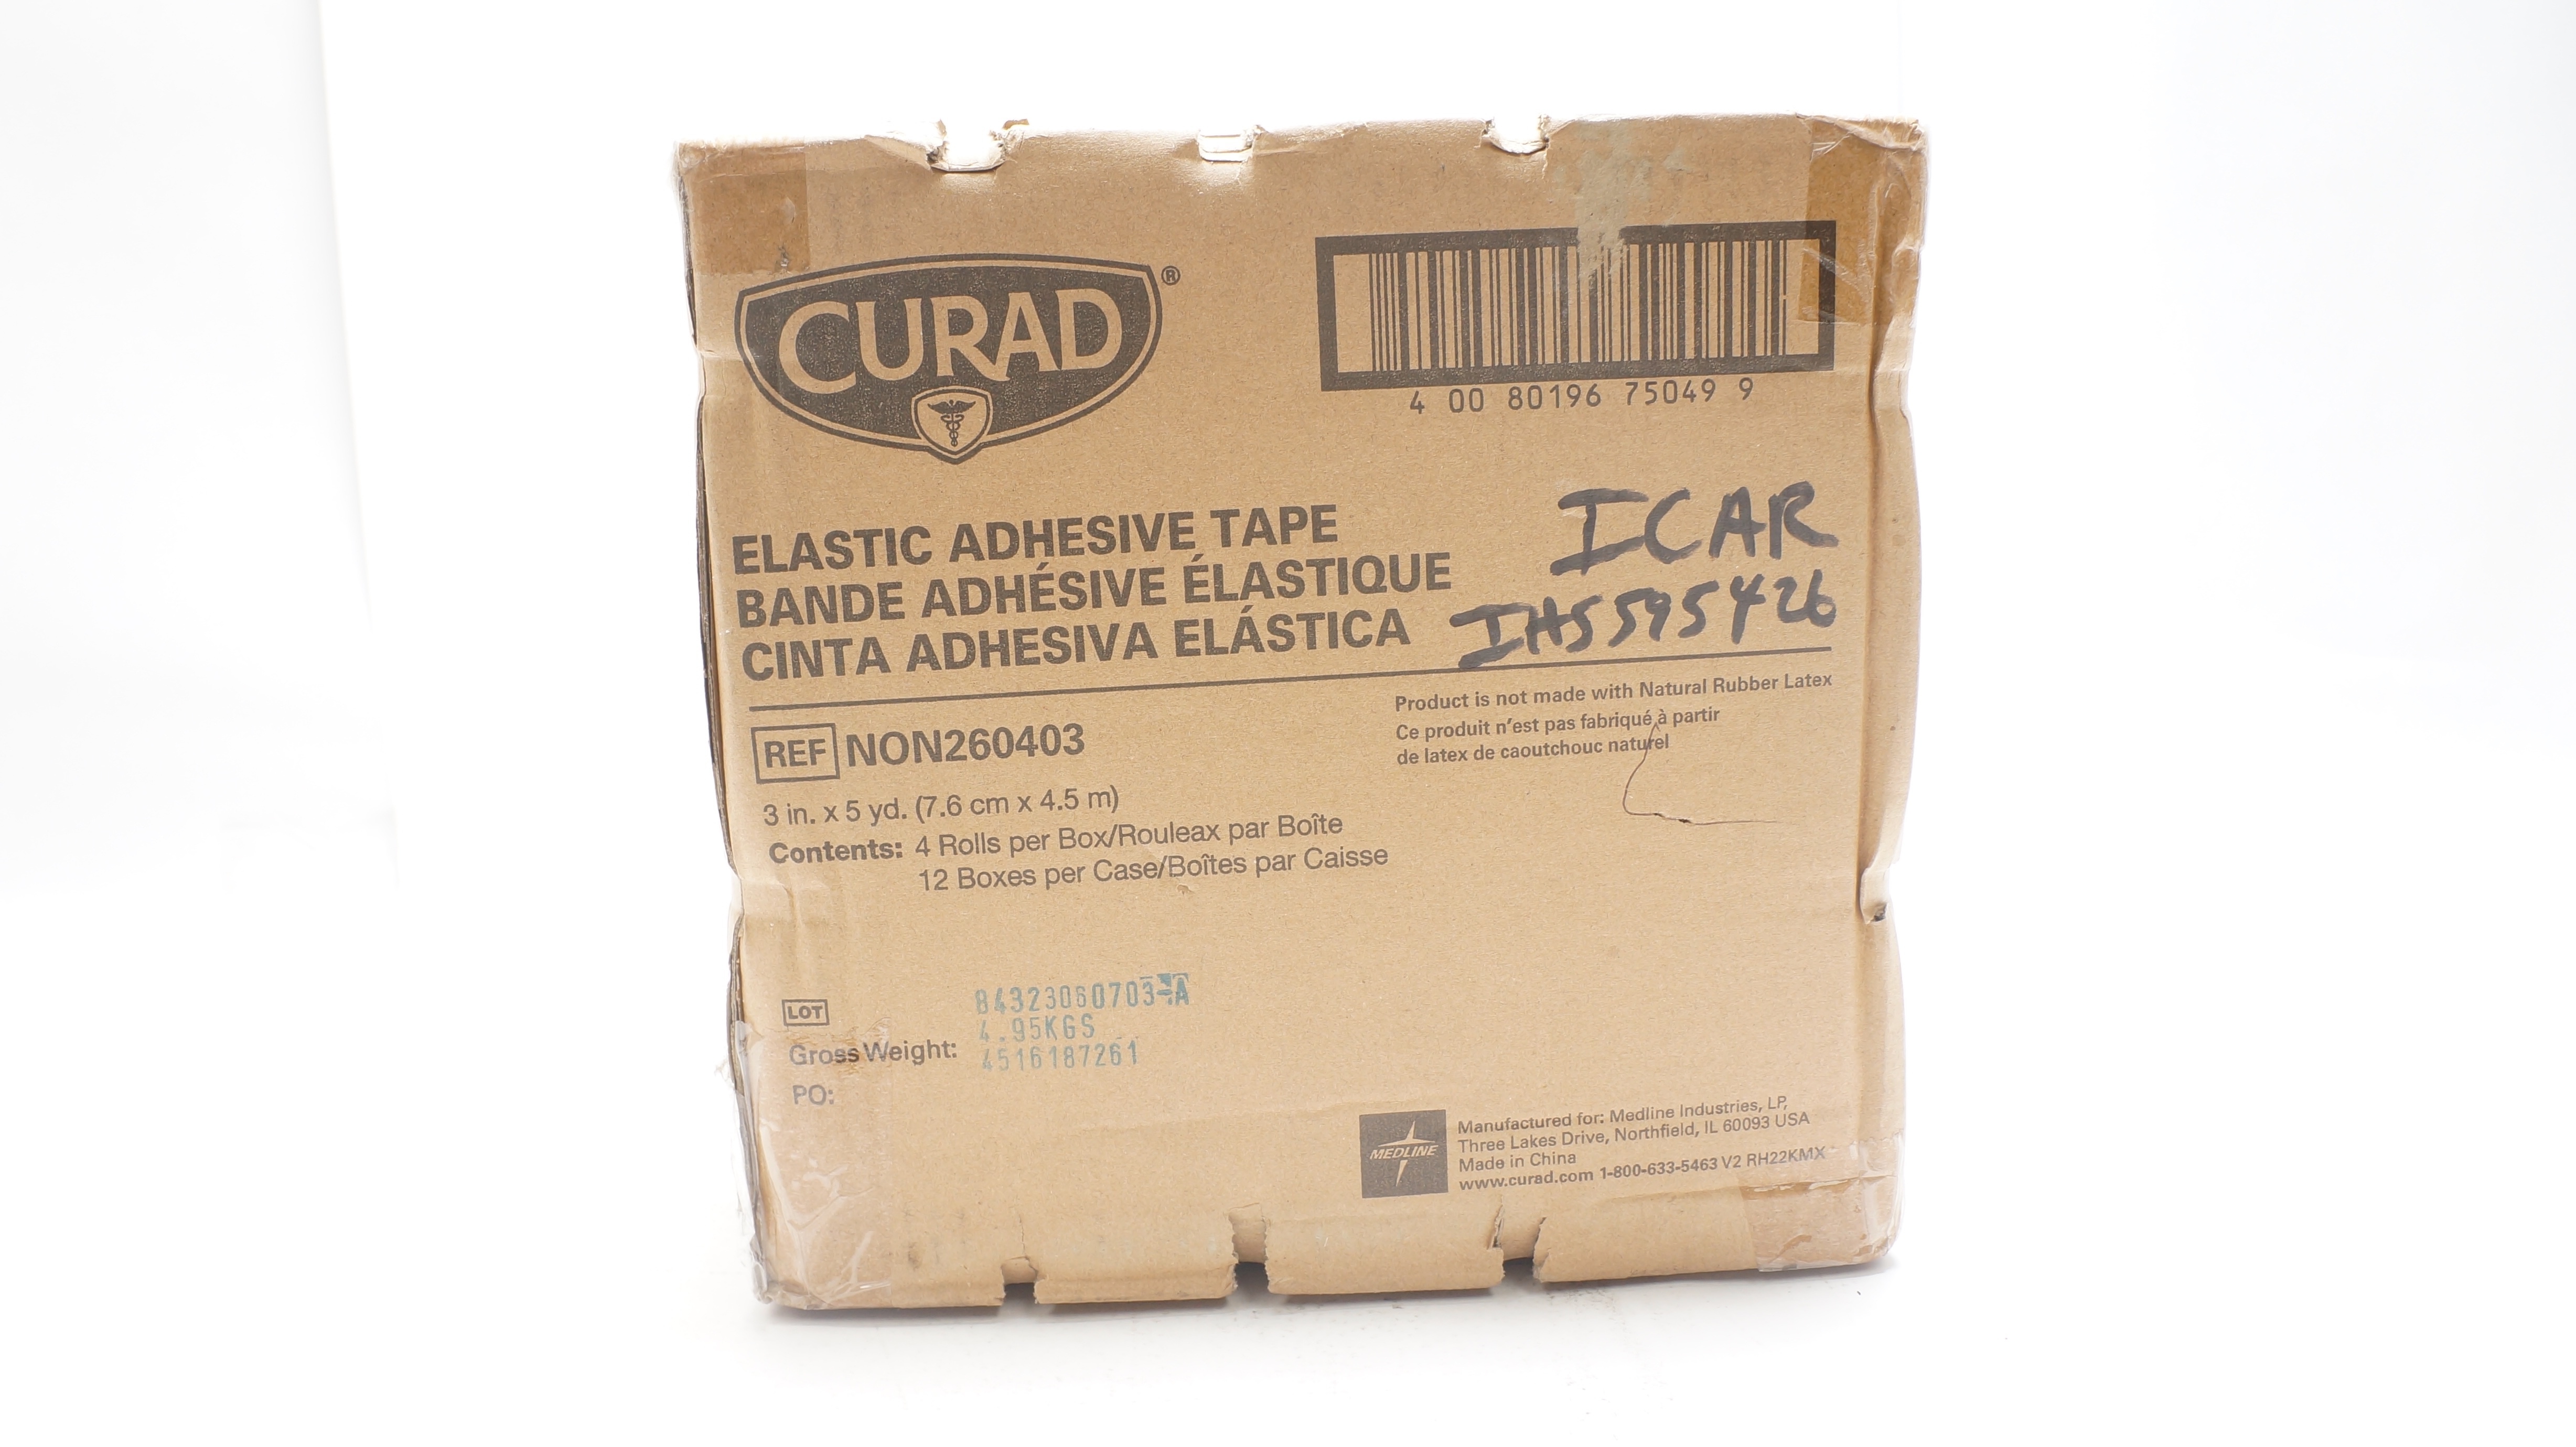 CURAD®
4 00 80196 75049 9
ELASTIC ADHESIVE TAPE
BANDE ADHÉSIVE ÉLASTIQUE
CINTA ADHESIVA ELÁSTICA
ICAR
IHS595426
Product is not made with Natural Rubber Latex
Ce produit n'est pas fabriqué à partir
de latex de caoutchouc naturel
REF NON260403
3 in. x 5 yd. (7.6 cm x 4.5 m)
Contents: 4 Rolls per Box/Rouleax par Boîte
12 Boxes per Case/Boîtes par Caisse
LOT 84323060703-A
Gross Weight: 4.95KGS
PO: 4516187261
MEDLINE
Manufactured for: Medline Industries, LP,
Three Lakes Drive, Northfield, IL 60093 USA
Made in China
www.curad.com 1-800-633-5463 V2 RH22KMX